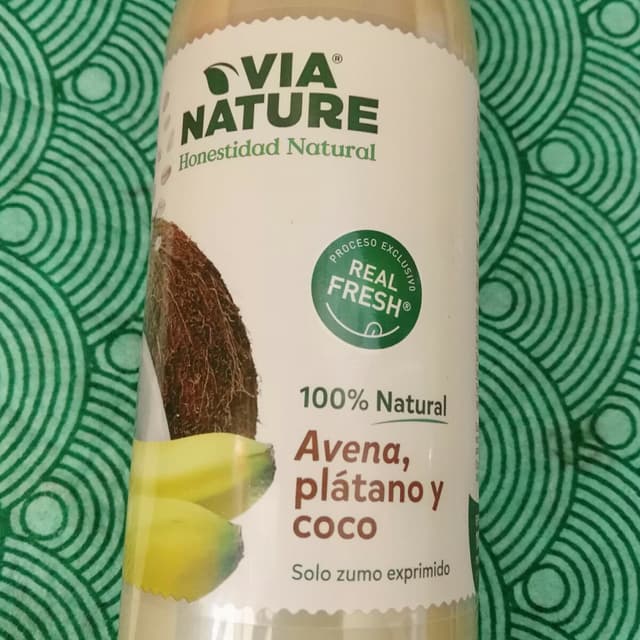 VIA®
NATURE
Honestidad Natural
PROCESO EXCLUSIVO
REAL
FRESH®
100% Natural
Avena,
plátano y
coco
Solo zumo exprimido